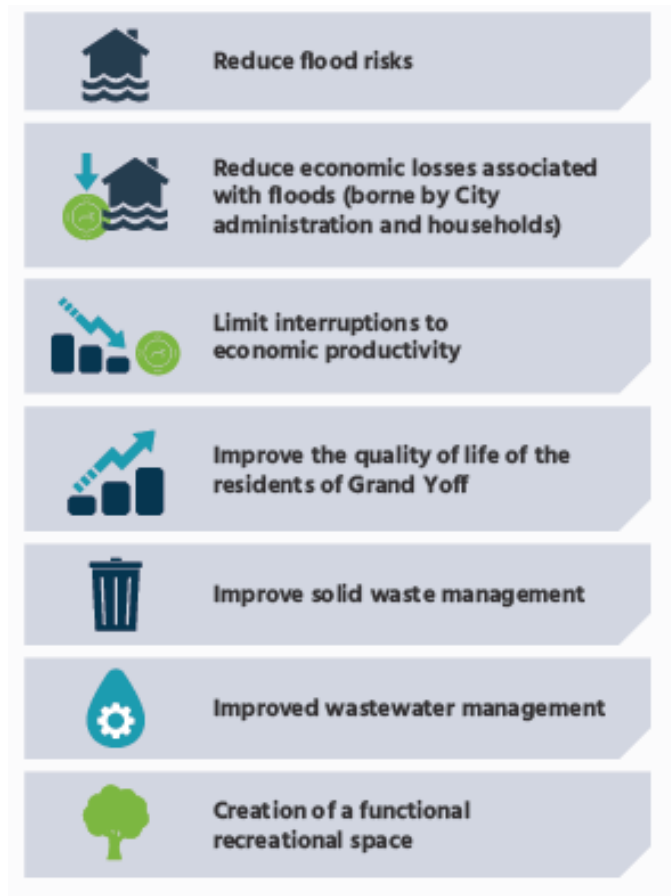 Reduce flood risks
Reduce economic losses associated
with floods (borne by City
administration and households)
Limit interruptions to
economic productivity
Improve the quality of life of the
residents of Grand Yoff
Improve solid waste management
Improved wastewater management
Creation of a functional
recreational space